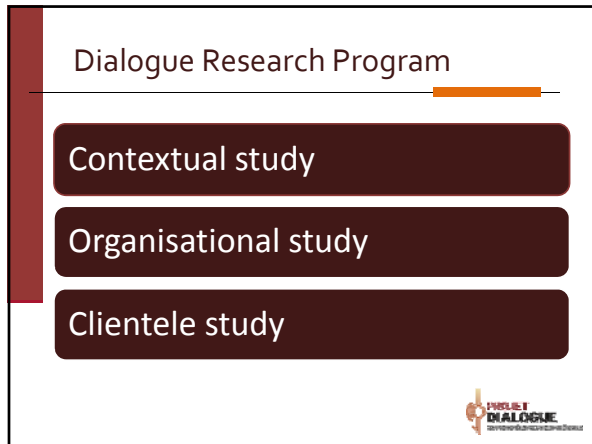 Dialogue Research Program
Contextual study
Organisational study
Clientele study
PROJET
DIALOGUE